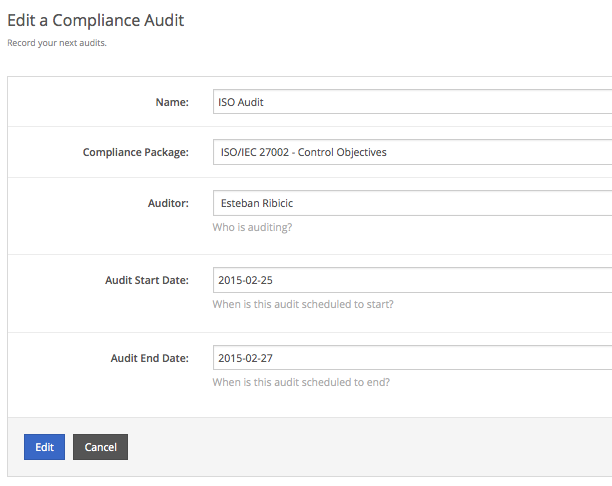 Edit a Compliance Audit
Record your next audits.
Name: ISO Audit
Compliance Package: ISO/IEC 27002 - Control Objectives
Auditor: Esteban Ribicic
Who is auditing?
Audit Start Date: 2015-02-25
When is this audit scheduled to start?
Audit End Date: 2015-02-27
When is this audit scheduled to end?
Edit Cancel